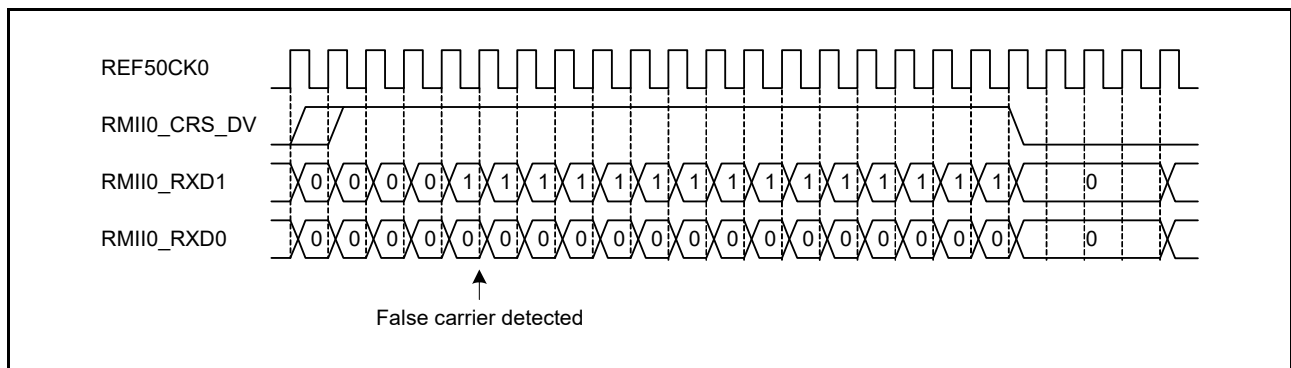 REF50CK0
RMII0_CRS_DV
RMII0_RXD1 0 0 0 0 1 1 1 1 1 1 1 1 1 1 1 1 1 1 1 0
RMII0_RXD0 0 0 0 0 0 0 0 0 0 0 0 0 0 0 0 0 0 0 0 0
False carrier detected